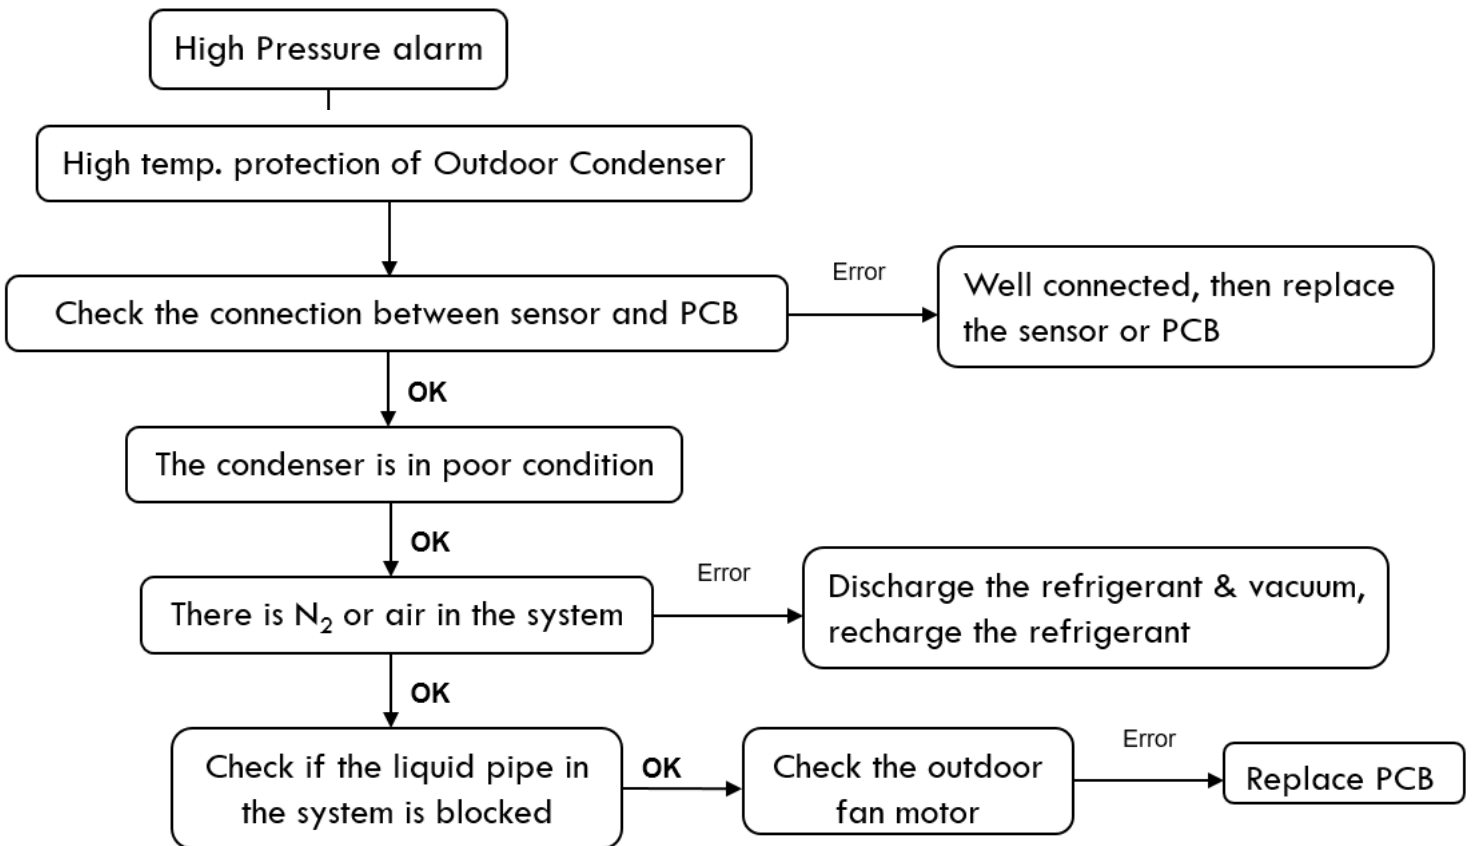 High Pressure alarm
High temp. protection of Outdoor Condenser
Check the connection between sensor and PCB
Error
Well connected, then replace
the sensor or PCB
OK
The condenser is in poor condition
OK
There is N₂ or air in the system
Error
Discharge the refrigerant & vacuum,
recharge the refrigerant
OK
Check if the liquid pipe in
the system is blocked
OK
Check the outdoor
fan motor
Error
Replace PCB